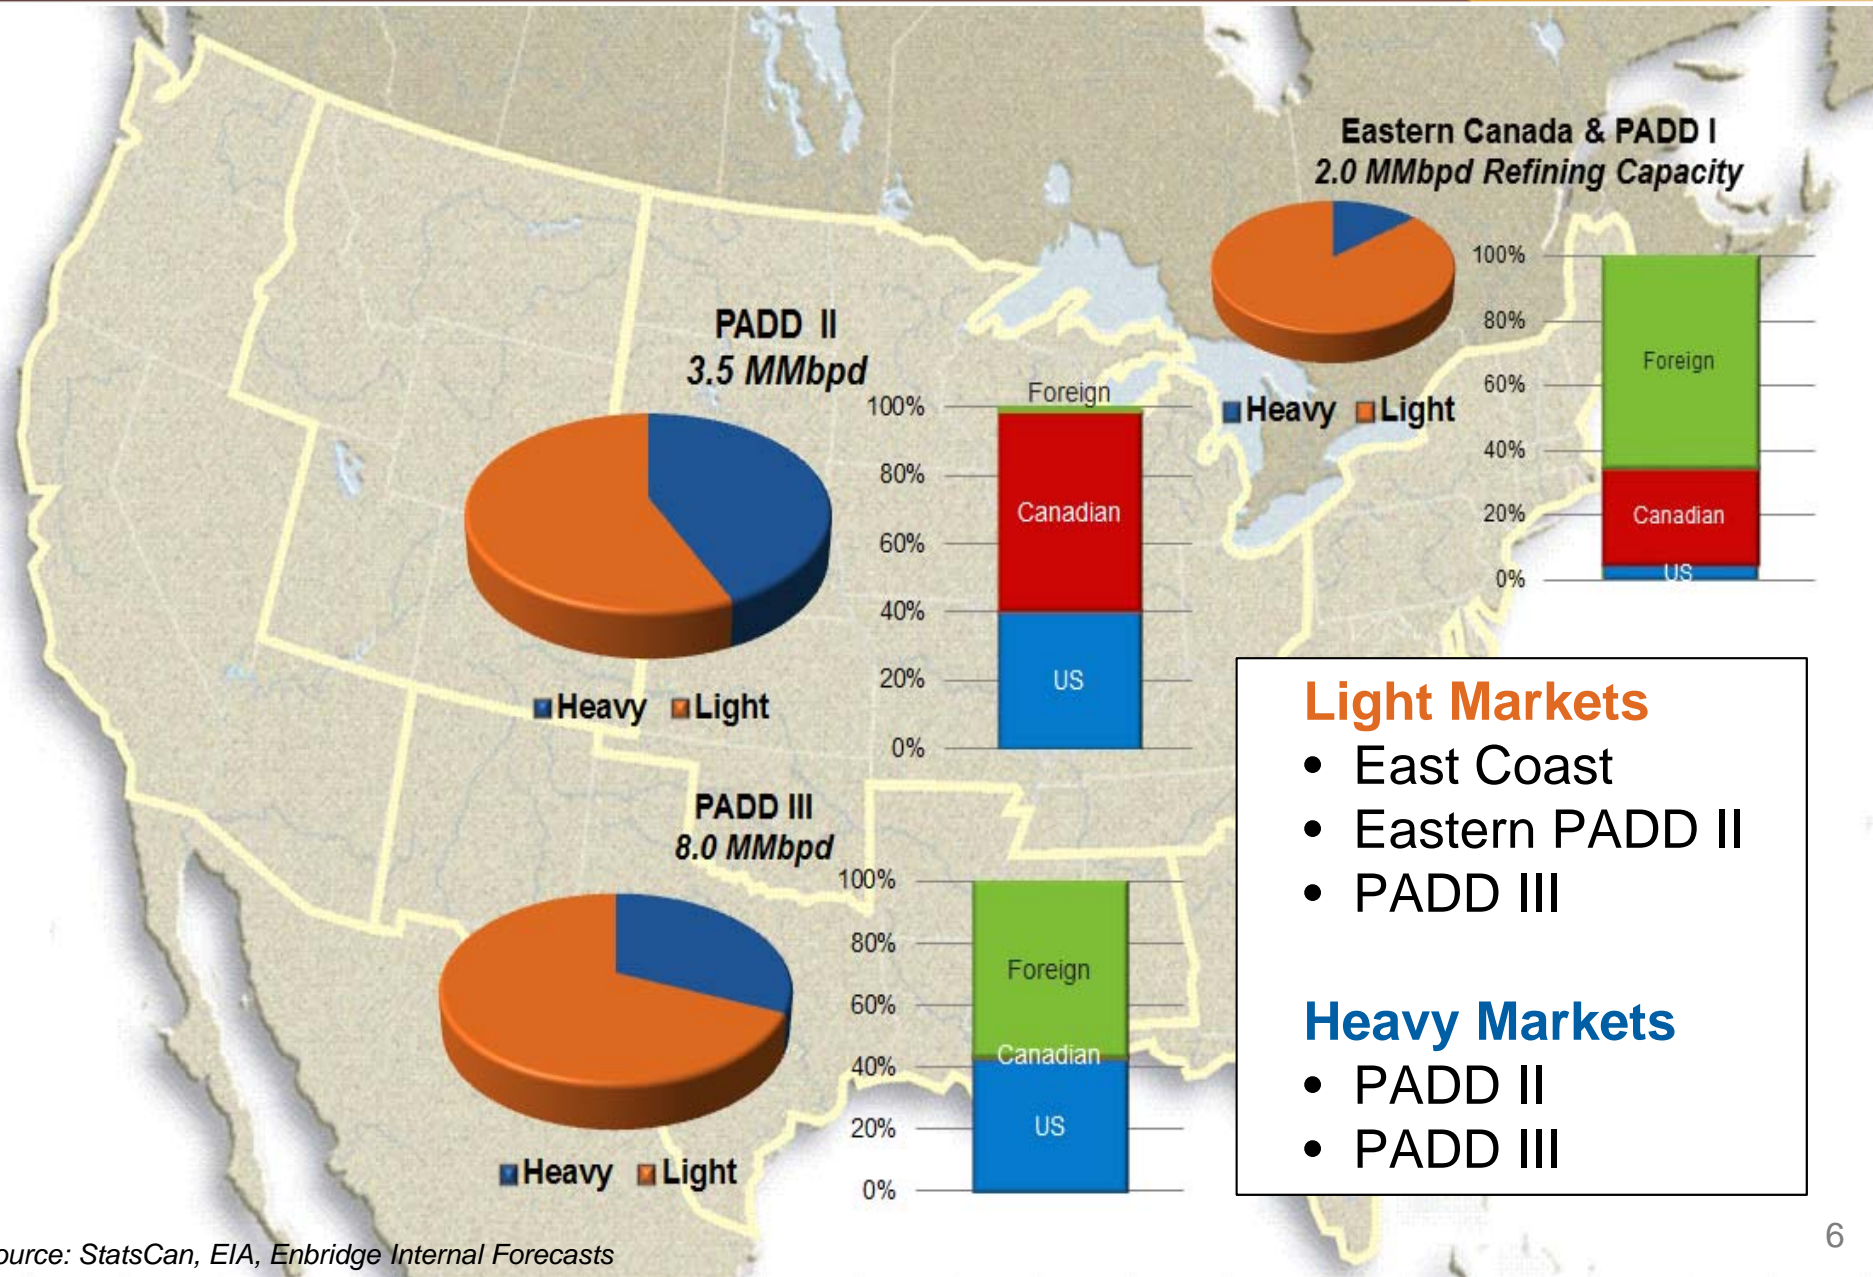 Eastern Canada & PADD I
2.0 MMbpd Refining Capacity
100%
80%
60%
40%
20%
0%
Foreign
Canadian
US
Heavy Light
PADD II
3.5 MMbpd
100%
80%
60%
40%
20%
0%
Foreign
Canadian
US
Heavy Light
PADD III
8.0 MMbpd
100%
80%
60%
40%
20%
0%
Foreign
Canadian
US
Heavy Light
Light Markets
• East Coast
• Eastern PADD II
• PADD III
Heavy Markets
• PADD II
• PADD III
ource: StatsCan, EIA, Enbridge Internal Forecasts
6